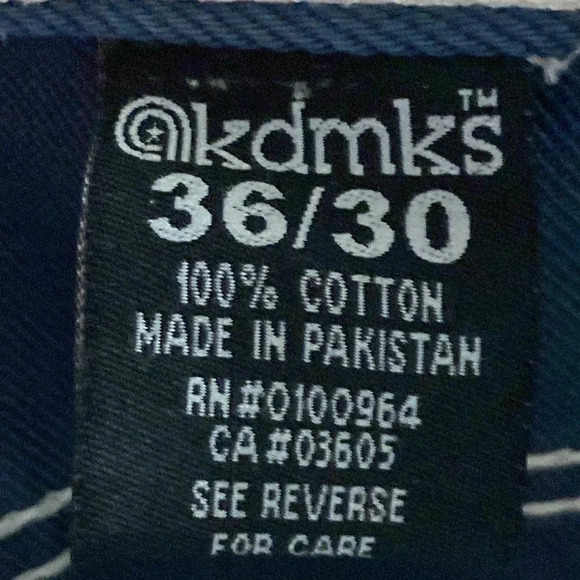 akdmks™
36/30
100% COTTON
MADE IN PAKISTAN
RN#0100964
CA#03605
SEE REVERSE
FOR CARE